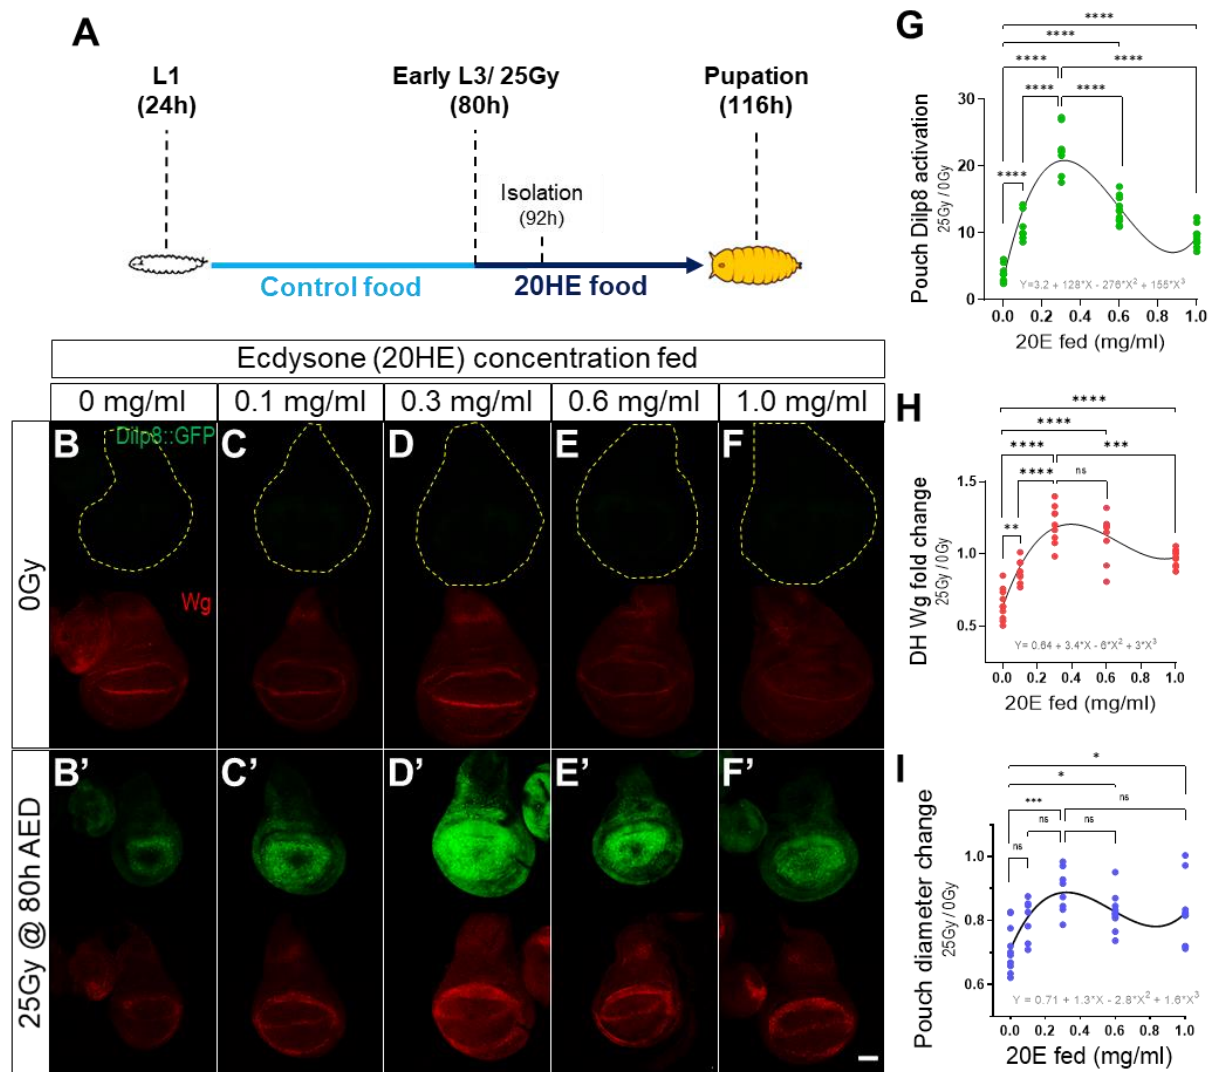 A
L1
(24h)
Early L3/ 25Gy
(80h)
Pupation
(116h)
Isolation
(92h)
Control food
20HE food
Ecdysone (20HE) concentration fed
0 mg/ml
0.1 mg/ml
0.3 mg/ml
0.6 mg/ml
1.0 mg/ml
0Gy
B
Dilp8::GFP
C
D
E
F
Wg
25Gy @ 80h AED
B’
C’
D’
E’
F’
G
****
****
**** ****
**** ****
****
Pouch Dilp8 activation
25Gy / 0Gy
30
20
10
0
Y=3.2 + 128*X - 276*X² + 155*X³
0.0 0.2 0.4 0.6 0.8 1.0
20E fed (mg/ml)
H
****
****
**** ***
**** ns
**
DH Wg fold change
25Gy / 0Gy
1.5
1.0
0.5
Y= 0.64 + 3.4*X - 6*X² + 3*X³
0.0 0.2 0.4 0.6 0.8 1.0
20E fed (mg/ml)
I
*
*
*** ns
ns ns
ns
Pouch diameter change
25Gy / 0Gy
1.0
0.8
0.6
Y = 0.71 + 1.3*X - 2.8*X² + 1.6*X³
0.0 0.2 0.4 0.6 0.8 1.0
20E fed (mg/ml)